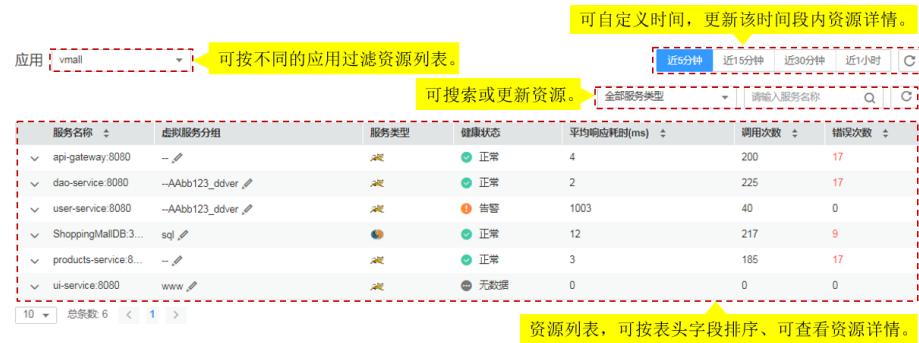 可自定义时间，更新该时间段内资源详情。
应用 vmall 可按不同的应用过滤资源列表。 近5分钟 近15分钟 近30分钟 近1小时
可搜索或更新资源。 全部服务类型 请输入服务名称
服务名称 虚拟服务分组 服务类型 健康状态 平均响应耗时(ms) 调用次数 错误次数
api-gateway:8080 -- 正常 4 200 17
dao-service:8080 --AAbb123_ddver 正常 2 225 17
user-service:8080 --AAbb123_ddver 告警 1003 40 0
ShoppingMallDB:3... sql 正常 12 217 9
products-service:8... -- 正常 3 185 17
ui-service:8080 www 无数据 0 0 0
10 总条数: 6 < 1 >
资源列表，可按表头字段排序、可查看资源详情。